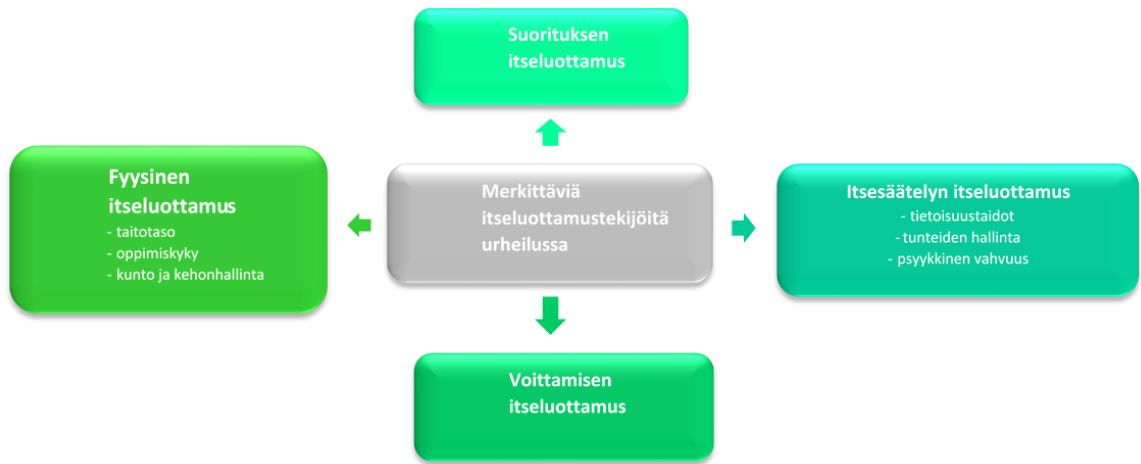 Suorituksen
itseluottamus
Fyysinen
itseluottamus
- taitotaso
- oppimiskyky
- kunto ja kehonhallinta
Merkittäviä
itseluottamustekijöitä
urheilussa
Itsesäätelyn itseluottamus
- tietoisuustaidot
- tunteiden hallinta
- psyykkinen vahvuus
Voittamisen
itseluottamus